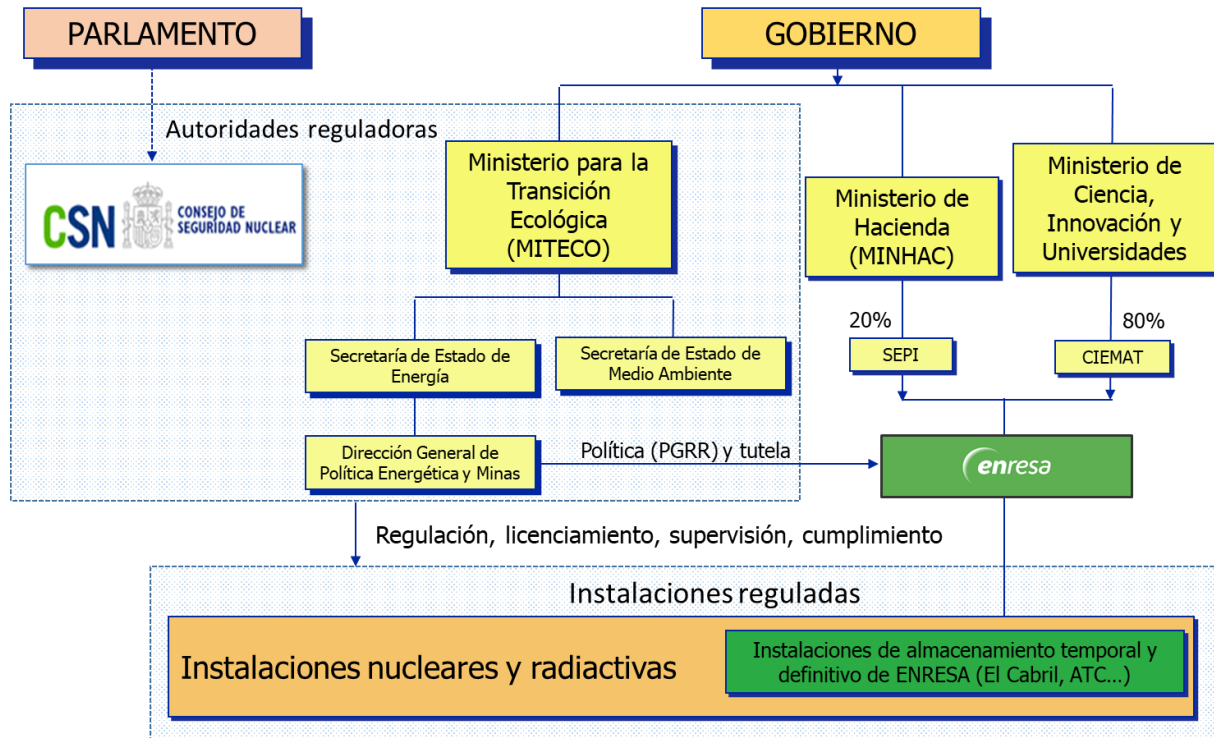 PARLAMENTO
GOBIERNO
Autoridades reguladoras
CSN
CONSEJO DE
SEGURIDAD NUCLEAR
Ministerio para la
Transición
Ecológica
(MITECO)
Ministerio de
Hacienda
(MINHAC)
Ministerio de
Ciencia,
Innovación y
Universidades
20%
80%
SEPI
CIEMAT
Secretaría de Estado de
Energía
Secretaría de Estado de
Medio Ambiente
Dirección General de
Política Energética y Minas
Política (PGRR) y tutela
enresa
Regulación, licenciamiento, supervisión, cumplimiento
Instalaciones reguladas
Instalaciones nucleares y radiactivas
Instalaciones de almacenamiento temporal y
definitivo de ENRESA (El Cabril, ATC...)